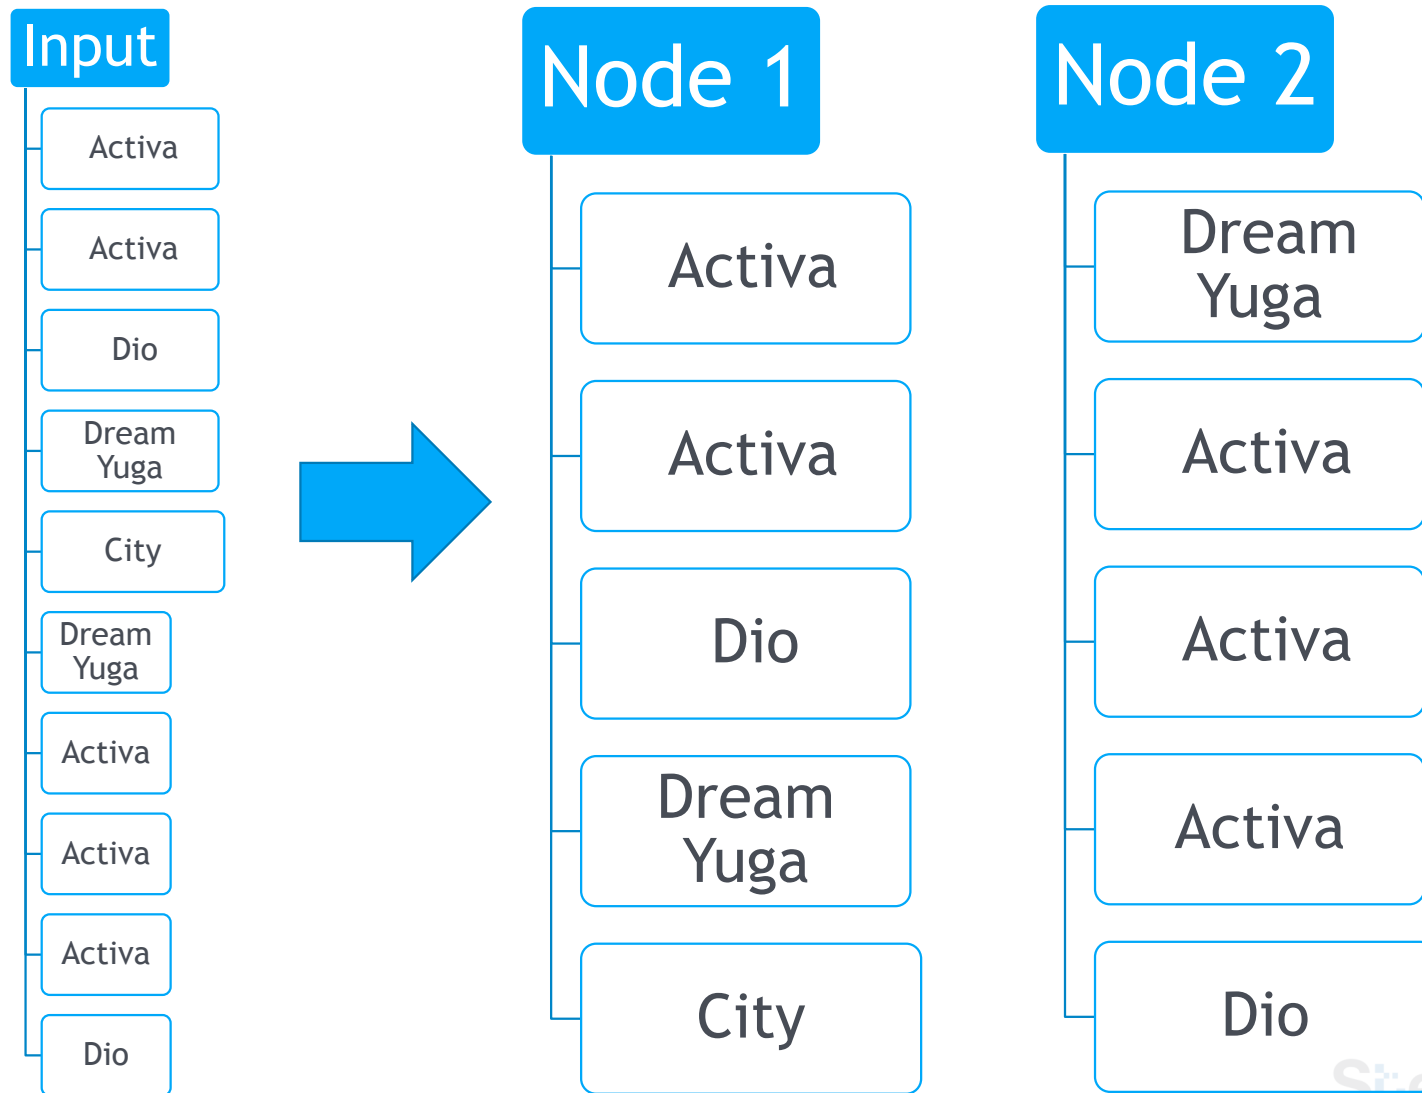 Input
Activa
Activa
Dio
Dream
Yuga
City
Dream
Yuga
Activa
Activa
Activa
Dio
Node 1
Activa
Activa
Dio
Dream
Yuga
City
Node 2
Dream
Yuga
Activa
Activa
Activa
Dio